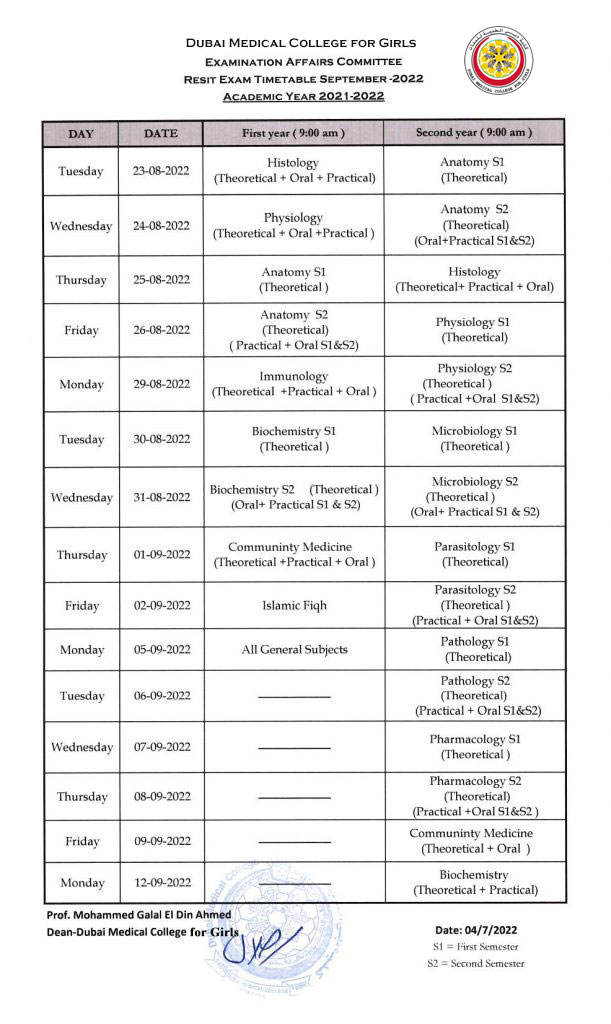 DUBAI MEDICAL COLLEGE FOR GIRLS
EXAMINATION AFFAIRS COMMITTEE
RESIT EXAM TIMETABLE SEPTEMBER -2022
ACADEMIC YEAR 2021-2022
DUBAI MEDICAL COLLEGE FOR GIRLS
DAY DATE First year ( 9:00 am ) Second year ( 9:00 am )
Tuesday 23-08-2022 Histology Anatomy S1
(Theoretical + Oral + Practical) (Theoretical)
Wednesday 24-08-2022 Physiology Anatomy S2
(Theoretical + Oral +Practical ) (Theoretical)
(Oral+Practical S1&S2)
Thursday 25-08-2022 Anatomy S1 Histology
(Theoretical ) (Theoretical+ Practical + Oral)
Friday 26-08-2022 Anatomy S2 Physiology S1
(Theoretical) (Theoretical)
( Practical + Oral S1&S2)
Monday 29-08-2022 Immunology Physiology S2
(Theoretical +Practical + Oral ) (Theoretical )
( Practical +Oral S1&S2)
Tuesday 30-08-2022 Biochemistry S1 Microbiology S1
(Theoretical ) (Theoretical )
Wednesday 31-08-2022 Biochemistry S2 (Theoretical ) Microbiology S2
(Oral+ Practical S1 & S2) (Theoretical )
(Oral+ Practical S1 & S2)
Thursday 01-09-2022 Communinty Medicine Parasitology S1
(Theoretical +Practical + Oral ) (Theoretical)
Friday 02-09-2022 Islamic Fiqh Parasitology S2
(Theoretical )
(Practical + Oral S1&S2)
Monday 05-09-2022 All General Subjects Pathology S1
(Theoretical)
Tuesday 06-09-2022 Pathology S2
(Theoretical)
(Practical + Oral S1&S2)
Wednesday 07-09-2022 Pharmacology S1
(Theoretical )
Thursday 08-09-2022 Pharmacology S2
(Theoretical)
(Practical +Oral S1&S2 )
Friday 09-09-2022 Communinty Medicine
(Theoretical + Oral )
Monday 12-09-2022 Biochemistry
(Theoretical + Practical)
Prof. Mohammed Galal El Din Ahmed
Dean-Dubai Medical College for Girls
Date: 04/7/2022
S1 = First Semester
S2 = Second Semester